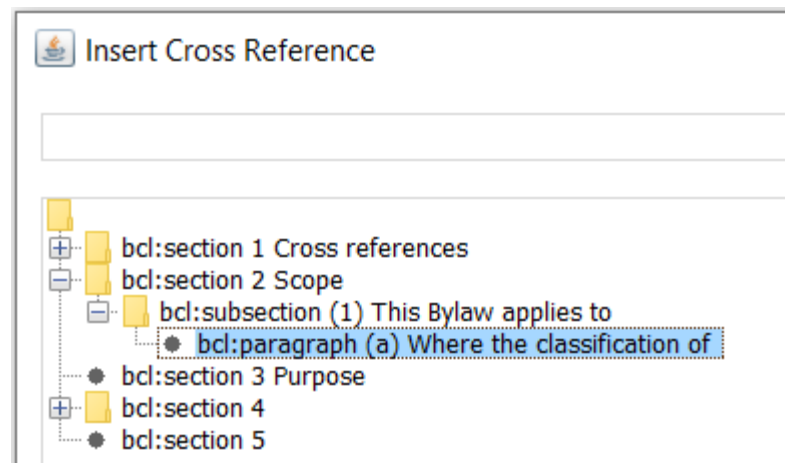 Insert Cross Reference
bcl:section 1 Cross references
bcl:section 2 Scope
bcl:subsection (1) This Bylaw applies to
bcl:paragraph (a) Where the classification of
bcl:section 3 Purpose
bcl:section 4
bcl:section 5